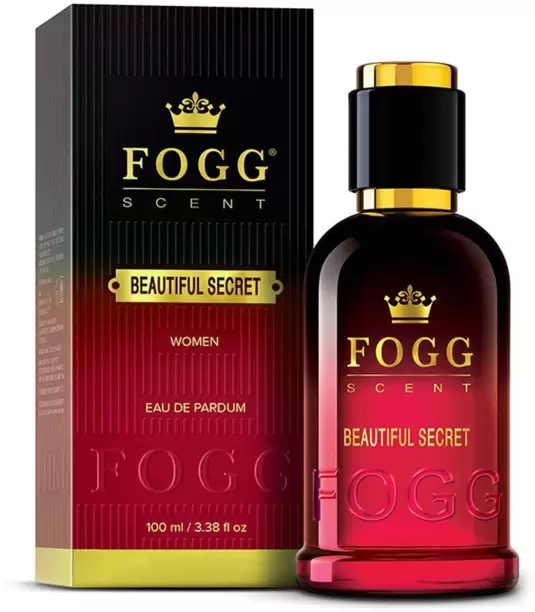 FOGG®
SCENT
BEAUTIFUL SECRET
WOMEN
EAU DE PARDUM
FOGG
100 ml / 3.38 fl oz
FOGG
SCENT
BEAUTIFUL SECRET
FOGG